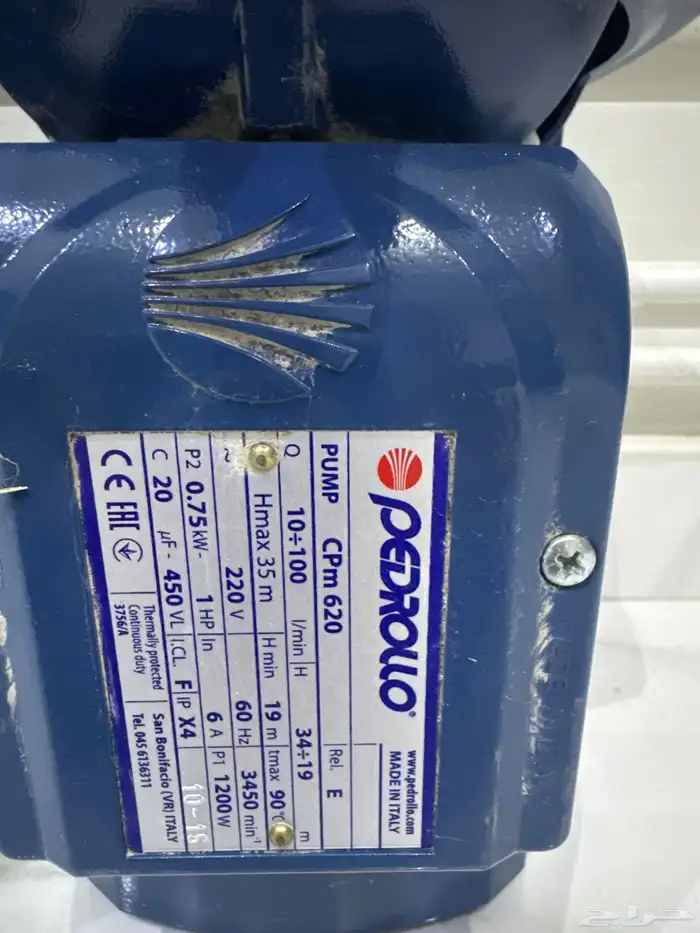 PEDROLLO®
www.pedrollo.com
MADE IN ITALY
PUMP CPm 620 Rel. E
Q 10÷100 l/min H 34÷19 m
Hmax 35 m H min 19 m tmax 90 °C
~ 220 V 60 Hz 3450 min-1
P2 0.75 kW - 1 HP In 6 A P1 1200 W
C 20 µF - 450 VL I.CL. F IP X4
CE EAC
Thermally protected
Continuous duty
3756/A
San Bonifacio (VR) ITALY
Tel. 045 6136311
حراج